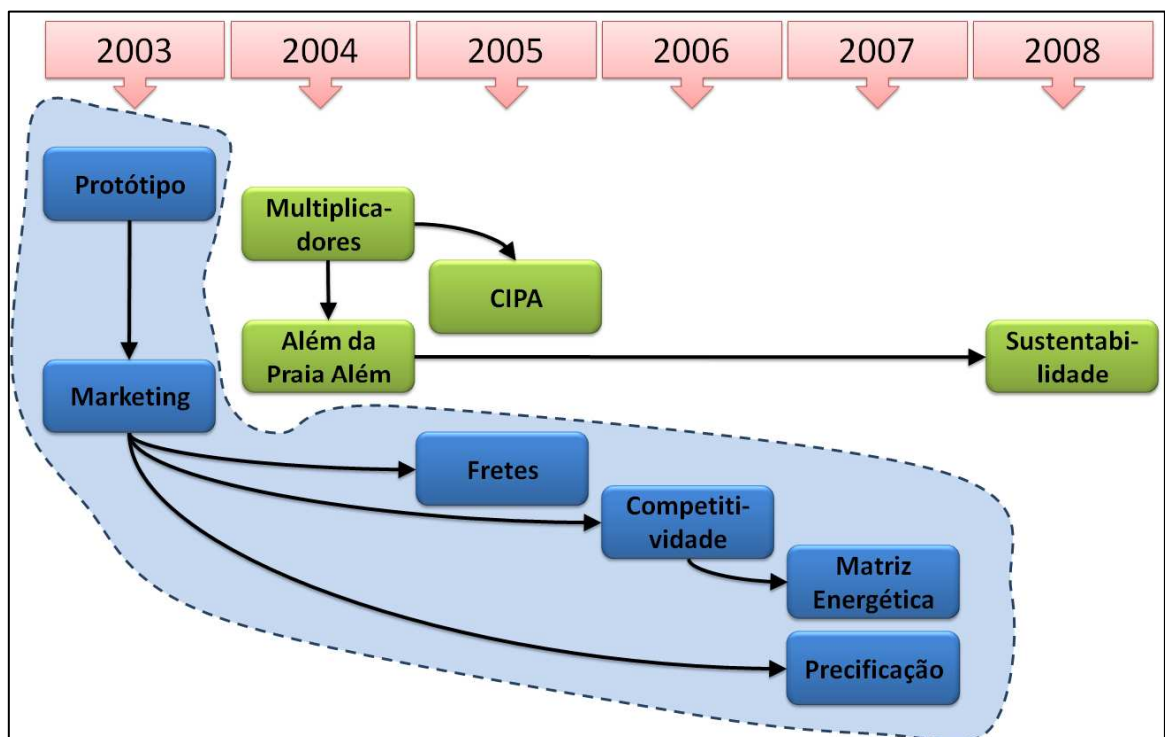 2003
2004
2005
2006
2007
2008
Protótipo
Multiplica-
dores
CIPA
Além da
Praia Além
Sustentabi-
lidade
Marketing
Fretes
Competiti-
vidade
Matriz
Energética
Precificação